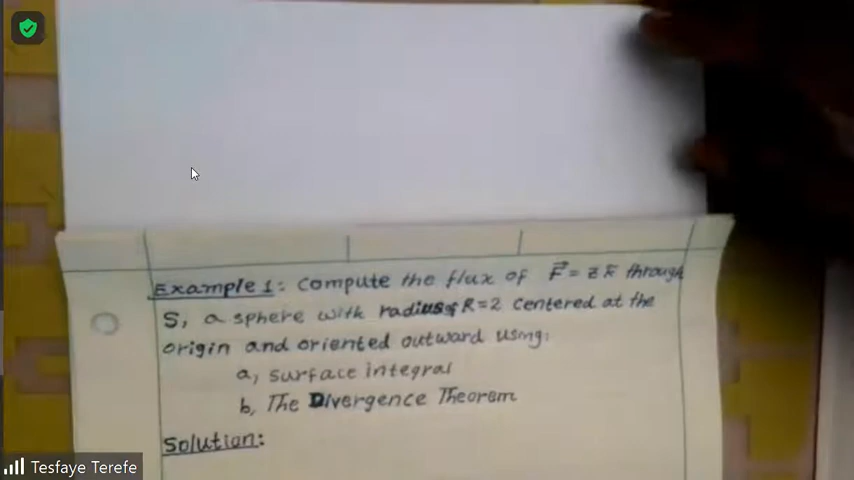 Example 1: Compute the flux of F⃗ = z k⃗ through
S, a sphere with radius R=2 centered at the
origin and oriented outward using:
a, surface integral
b, The Divergence Theorem
Solution:
Tesfaye Terefe